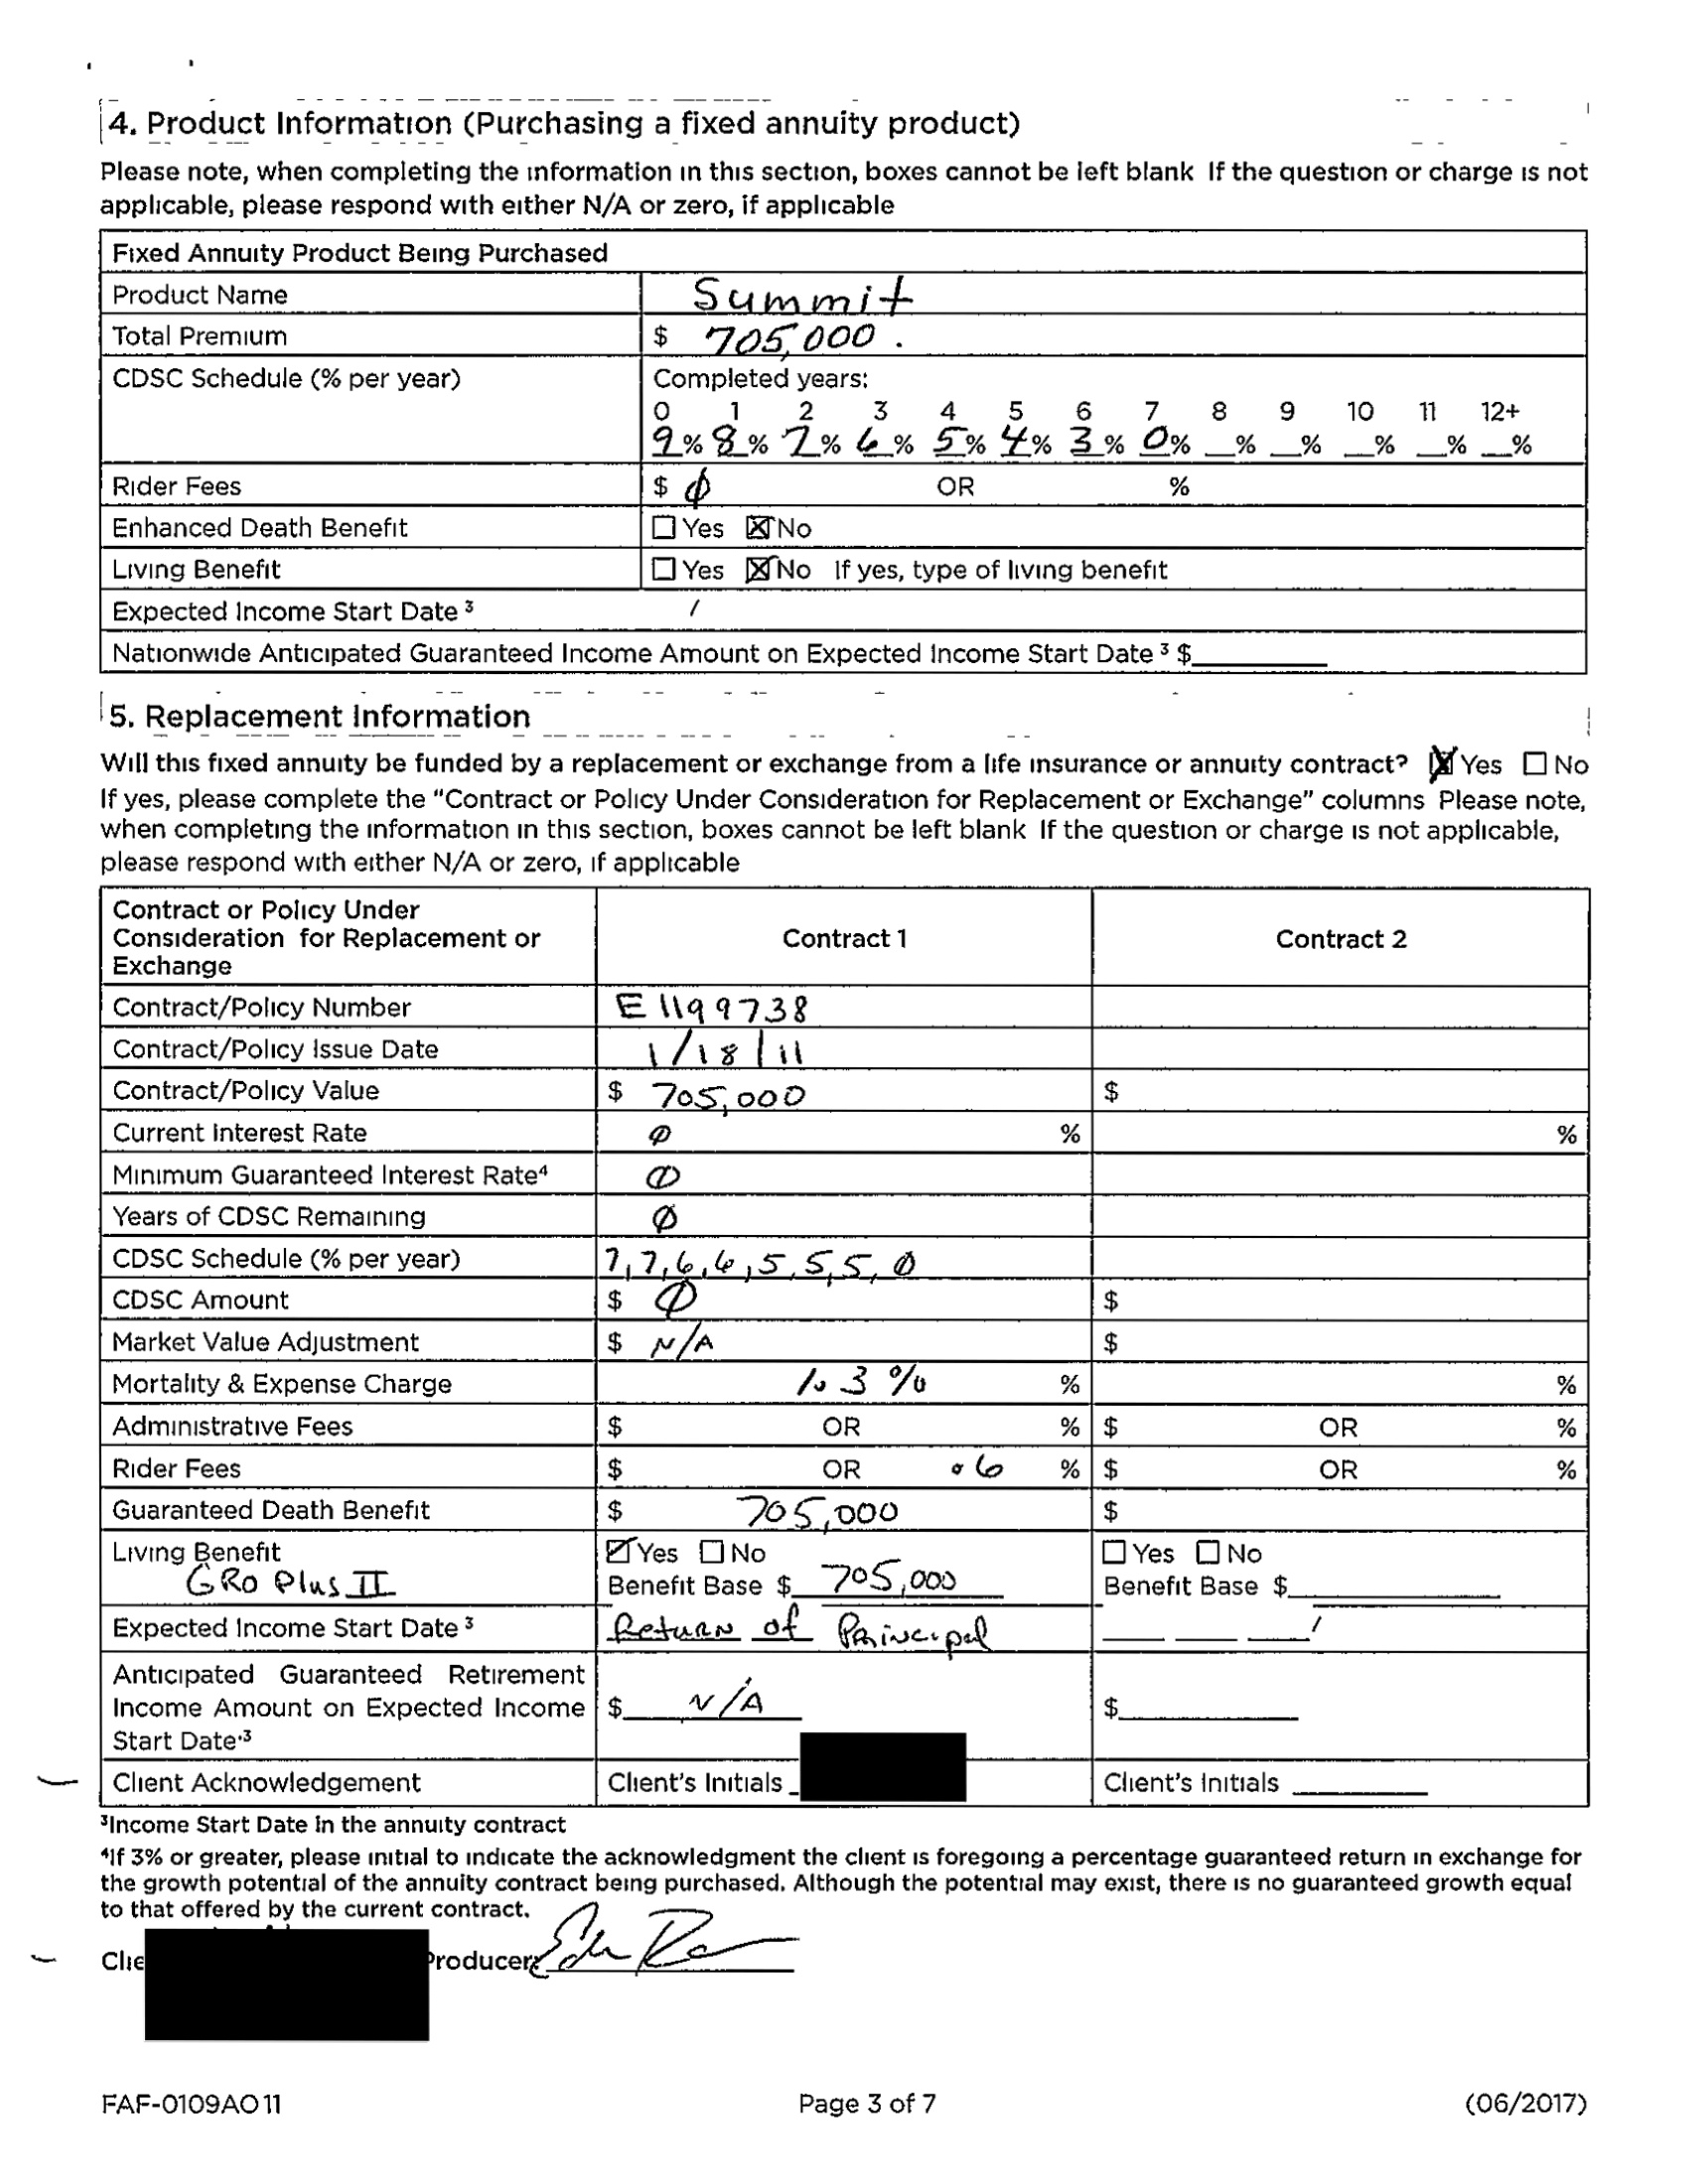 4. Product Information (Purchasing a fixed annuity product)
Please note, when completing the information in this section, boxes cannot be left blank If the question or charge is not
applicable, please respond with either N/A or zero, if applicable
Fixed Annuity Product Being Purchased
Product Name Summit
Total Premium $ 705,000.
CDSC Schedule (% per year) Completed years:
0 1 2 3 4 5 6 7 8 9 10 11 12+
9% 8% 7% 6% 5% 4% 3% 0% _% _% _% _% _%
Rider Fees $ 0 OR %
Enhanced Death Benefit ☐ Yes ☒ No
Living Benefit ☐ Yes ☒ No If yes, type of living benefit
Expected Income Start Date ³ /
Nationwide Anticipated Guaranteed Income Amount on Expected Income Start Date ³ $
5. Replacement Information
Will this fixed annuity be funded by a replacement or exchange from a life insurance or annuity contract? ☒ Yes ☐ No
If yes, please complete the "Contract or Policy Under Consideration for Replacement or Exchange" columns Please note,
when completing the information in this section, boxes cannot be left blank If the question or charge is not applicable,
please respond with either N/A or zero, if applicable
Contract or Policy Under
Consideration for Replacement or
Exchange
Contract 1 Contract 2
Contract/Policy Number E1199738
Contract/Policy Issue Date 1/18/11
Contract/Policy Value $ 705,000 $
Current Interest Rate 0 % %
Minimum Guaranteed Interest Rate⁴ 0
Years of CDSC Remaining 0
CDSC Schedule (% per year) 7,7,6,6,5,5,5,0
CDSC Amount $ 0 $
Market Value Adjustment $ N/A $
Mortality & Expense Charge 1.3% % %
Administrative Fees $ OR % $ OR %
Rider Fees $ OR .6 % $ OR %
Guaranteed Death Benefit $ 705,000 $
Living Benefit ☑ Yes ☐ No ☐ Yes ☐ No
GRO Plus II Benefit Base $ 705,000 Benefit Base $
Expected Income Start Date ³ Return of Principal /
Anticipated Guaranteed Retirement
Income Amount on Expected Income $ N/A $
Start Date·³
Client Acknowledgement Client's Initials Client's Initials
³Income Start Date in the annuity contract
⁴If 3% or greater, please initial to indicate the acknowledgment the client is foregoing a percentage guaranteed return in exchange for
the growth potential of the annuity contract being purchased. Although the potential may exist, there is no guaranteed growth equal
to that offered by the current contract.
Clie Producer:
FAF-0109AO 11 Page 3 of 7 (06/2017)